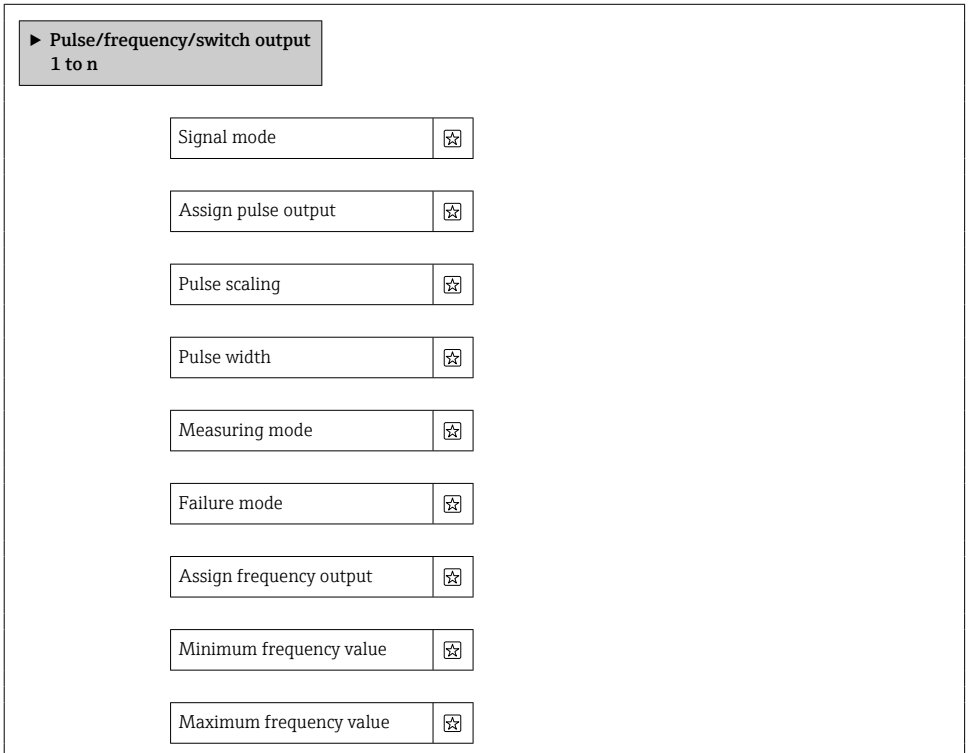 ▶ Pulse/frequency/switch output
1 to n
Signal mode
Assign pulse output
Pulse scaling
Pulse width
Measuring mode
Failure mode
Assign frequency output
Minimum frequency value
Maximum frequency value